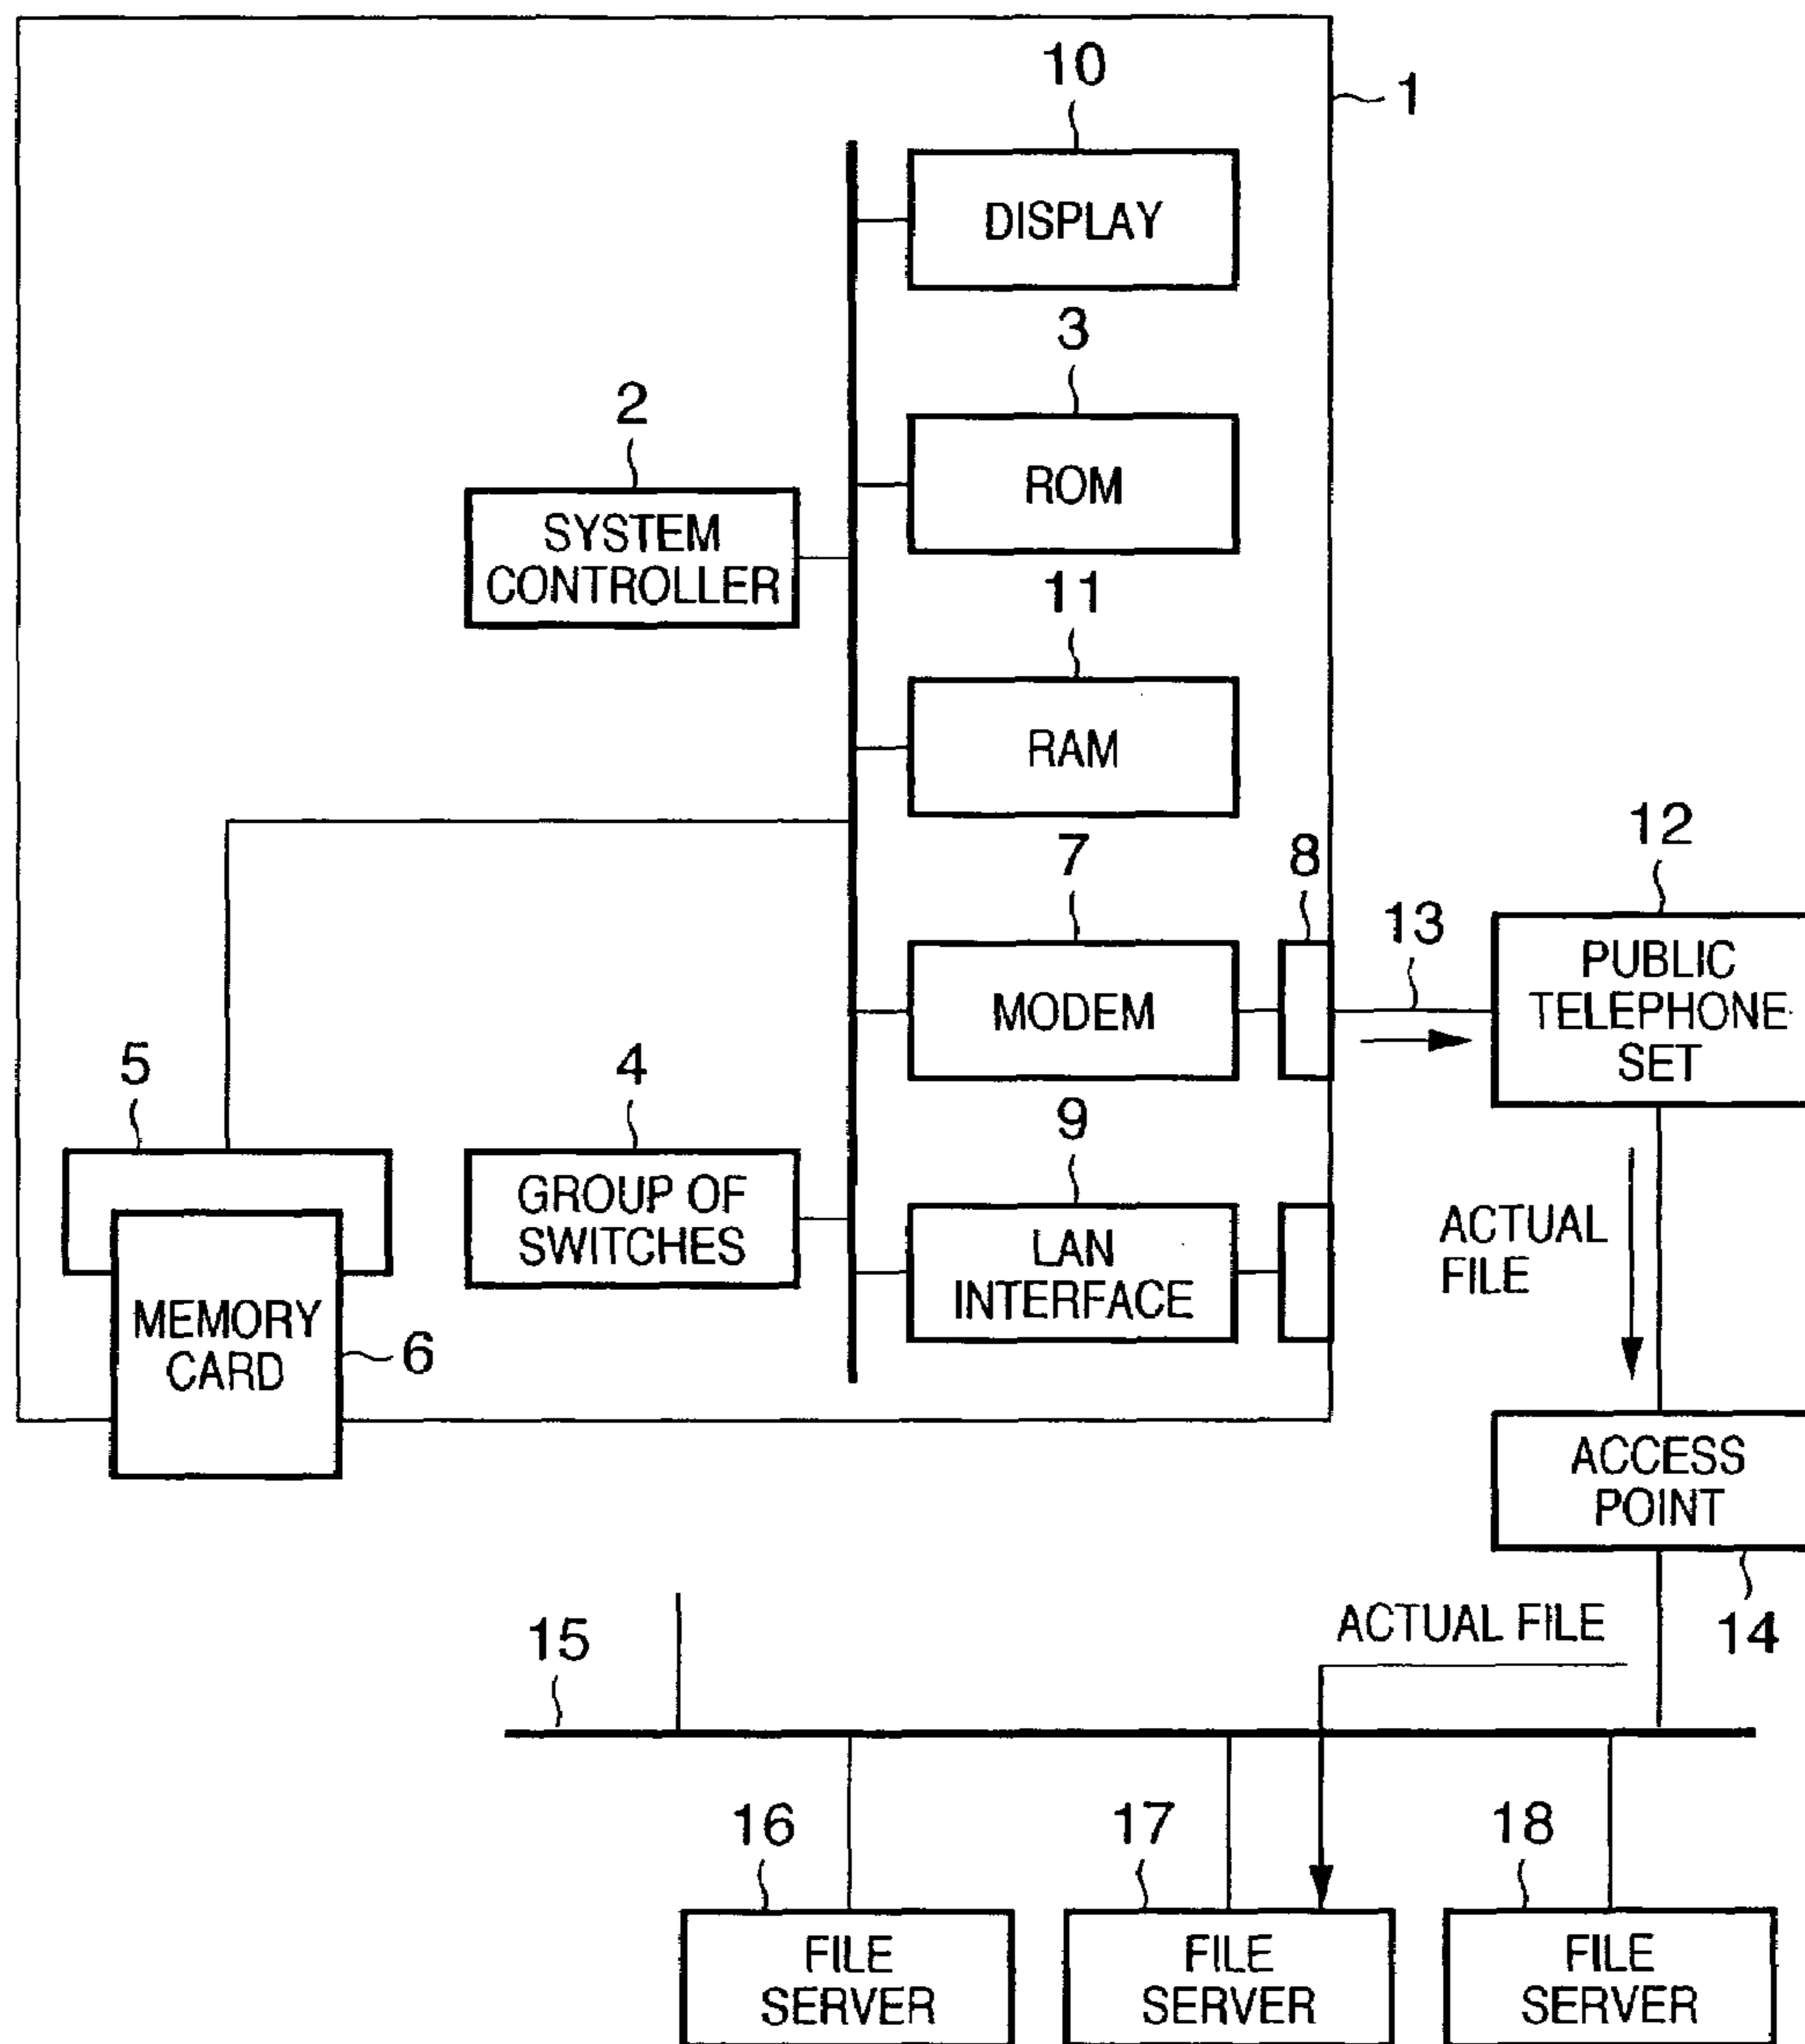 10
1
DISPLAY
3
ROM
2
SYSTEM
CONTROLLER
11
RAM
12
7
8
13
MODEM
PUBLIC
TELEPHONE
SET
5
4
9
GROUP OF
SWITCHES
LAN
INTERFACE
ACTUAL
FILE
MEMORY
CARD
6
ACCESS
POINT
14
ACTUAL FILE
15
16
17
18
FILE
SERVER
FILE
SERVER
FILE
SERVER